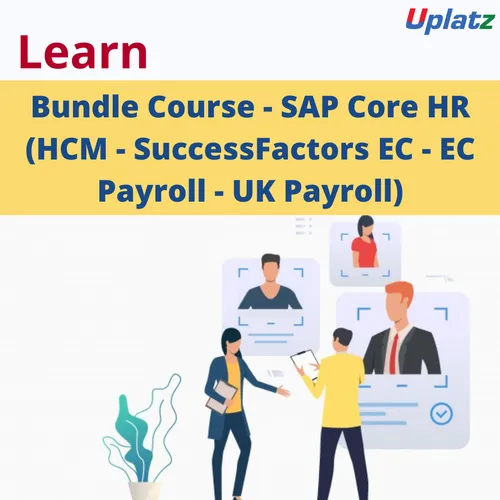 Uplatz
Learn
Bundle Course - SAP Core HR
(HCM - SuccessFactors EC - EC
Payroll - UK Payroll)